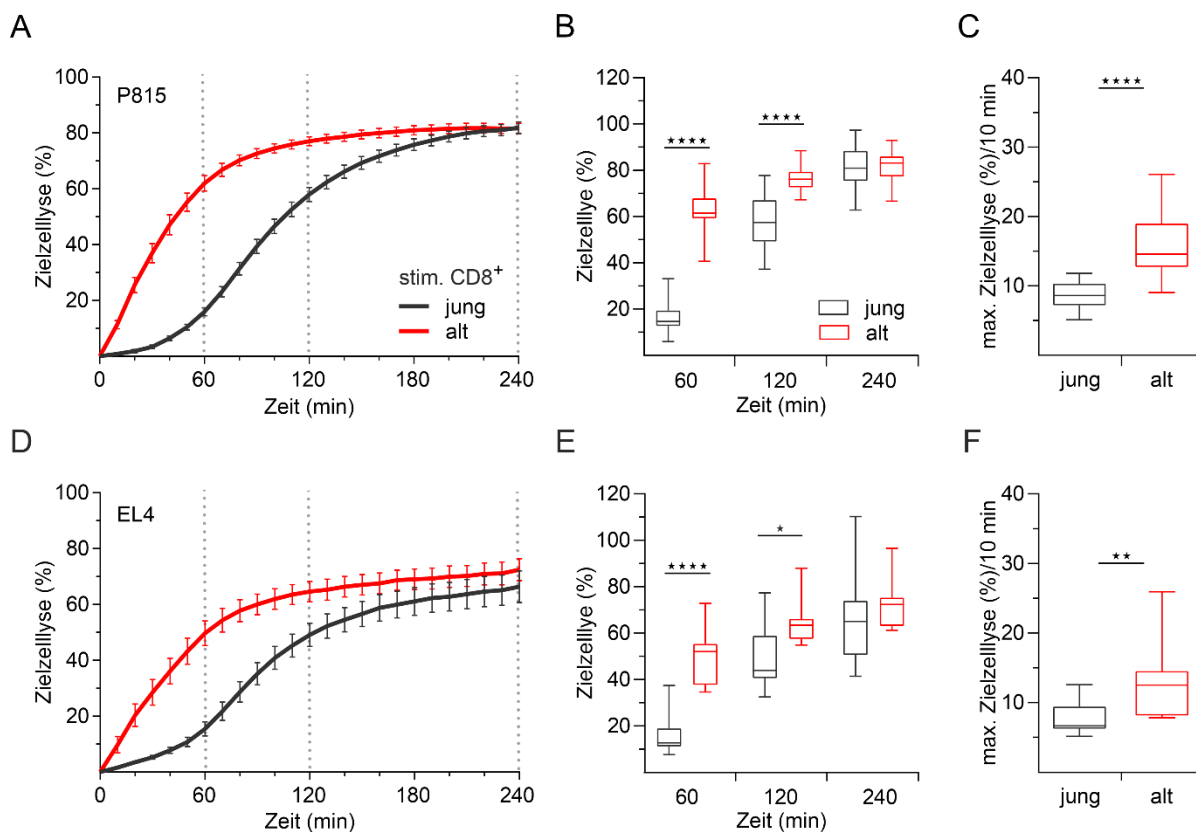 A
Zielzelllyse (%)
100
80
60
40
20
P815
stim. CD8+
jung
alt
0
60
120
180
240
Zeit (min)
B
Zielzelllye (%)
120
100
80
60
40
20
★★★★
★★★★
jung
alt
60
120
240
Zeit (min)
C
max. Zielzelllyse (%)/10 min
40
30
20
10
★★★★
jung
alt
D
Zielzelllyse (%)
100
80
60
40
20
EL4
0
60
120
180
240
Zeit (min)
E
Zielzelllye (%)
120
100
80
60
40
20
★★★★
★
60
120
240
Zeit (min)
F
max. Zielzelllyse (%)/10 min
40
30
20
10
★★
jung
alt